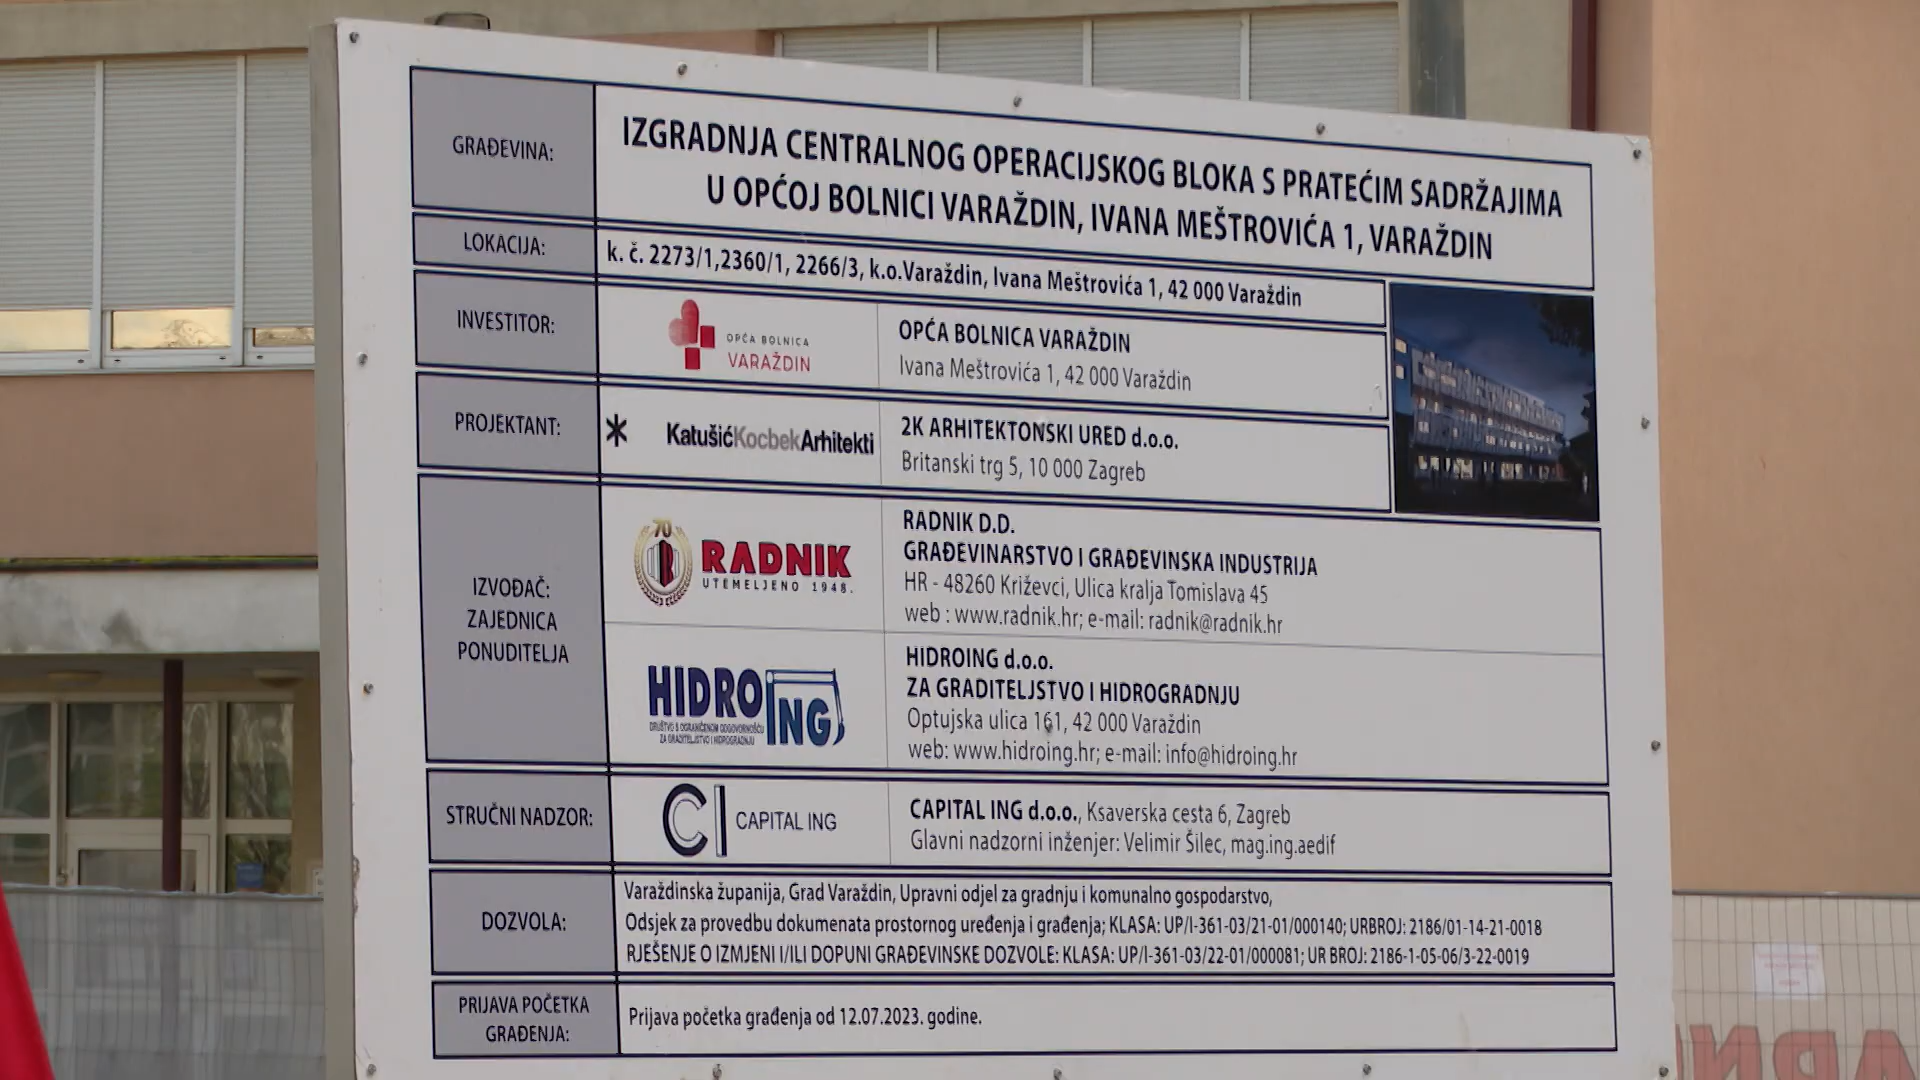 GRAĐEVINA:
IZGRADNJA CENTRALNOG OPERACIJSKOG BLOKA S PRATEĆIM SADRŽAJIMA
U OPĆOJ BOLNICI VARAŽDIN, IVANA MEŠTROVIĆA 1, VARAŽDIN
LOKACIJA:
k. č. 2273/1,2360/1, 2266/3, k.o.Varaždin, Ivana Meštrovića 1, 42 000 Varaždin
INVESTITOR:
OPĆA BOLNICA
VARAŽDIN
OPĆA BOLNICA VARAŽDIN
Ivana Meštrovića 1, 42 000 Varaždin
PROJEKTANT:
KatušićKocbekArhitekti
2K ARHITEKTONSKI URED d.o.o.
Britanski trg 5, 10 000 Zagreb
IZVOĐAČ:
ZAJEDNICA
PONUDITELJA
70
RADNIK
UTEMELJENO 1948.
RADNIK D.D.
GRAĐEVINARSTVO I GRAĐEVINSKA INDUSTRIJA
HR - 48260 Križevci, Ulica kralja Tomislava 45
web : www.radnik.hr; e-mail: radnik@radnik.hr
HIDROING
DRUŠTVO S OGRANIČENOM ODGOVORNOŠĆU
ZA GRADITELJSTVO I HIDROGRADNJU
HIDROING d.o.o.
ZA GRADITELJSTVO I HIDROGRADNJU
Optujska ulica 161, 42 000 Varaždin
web: www.hidroing.hr; e-mail: info@hidroing.hr
STRUČNI NADZOR:
CI CAPITAL ING
CAPITAL ING d.o.o., Ksaverska cesta 6, Zagreb
Glavni nadzorni inženjer: Velimir Šilec, mag.ing.aedif
DOZVOLA:
Varaždinska županija, Grad Varaždin, Upravni odjel za gradnju i komunalno gospodarstvo,
Odsjek za provedbu dokumenata prostornog uređenja i građenja; KLASA: UP/I-361-03/21-01/000140; URBROJ: 2186/01-14-21-0018
RJEŠENJE O IZMJENI I/ILI DOPUNI GRAĐEVINSKE DOZVOLE: KLASA: UP/I-361-03/22-01/000081; UR BROJ: 2186-1-05-06/3-22-0019
PRIJAVA POČETKA
GRAĐENJA:
Prijava početka građenja od 12.07.2023. godine.